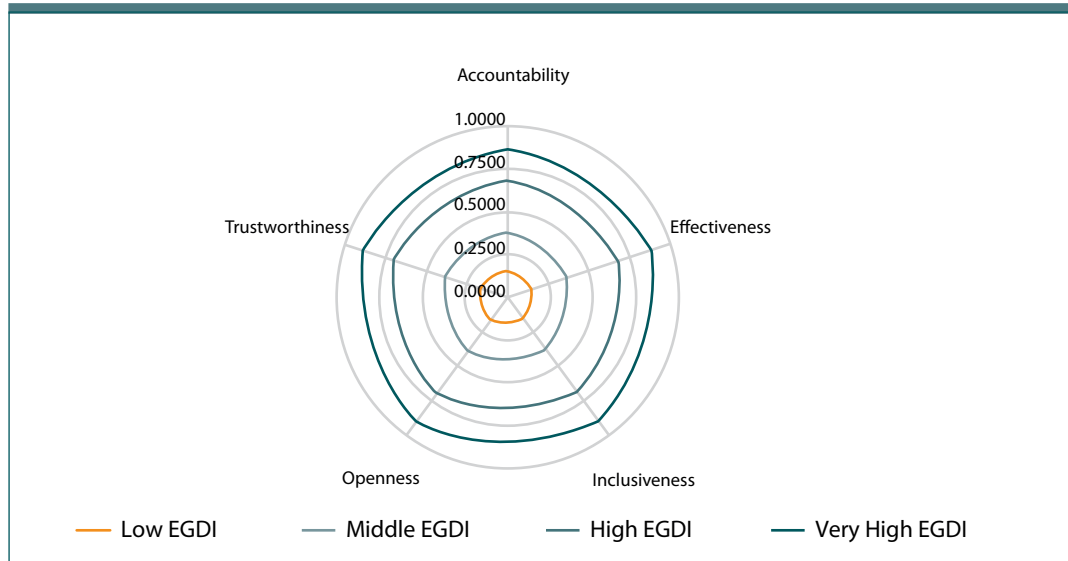 Accountability
1.0000
0.7500
0.5000
0.2500
0.0000
Trustworthiness
Effectiveness
Openness
Inclusiveness
Low EGDI
Middle EGDI
High EGDI
Very High EGDI